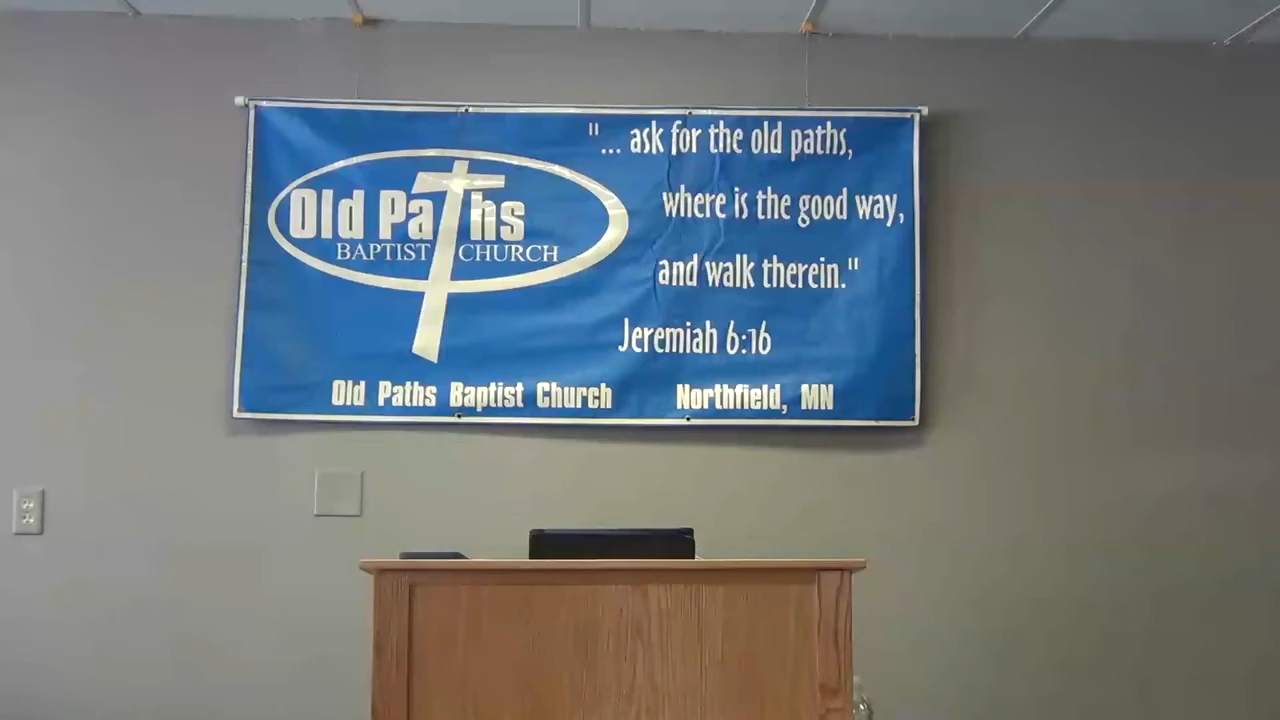 Old Paths
BAPTIST CHURCH
"... ask for the old paths,
where is the good way,
and walk therein."
Jeremiah 6:16
Old Paths Baptist Church Northfield, MN